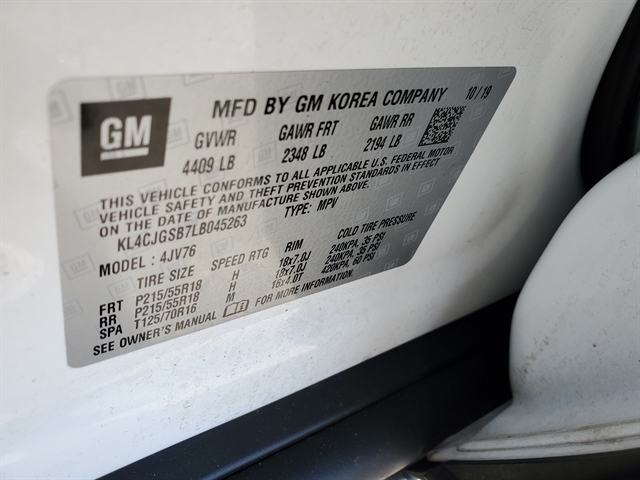 GM
MFD BY GM KOREA COMPANY 10/19
GVWR GAWR FRT GAWR RR
4409 LB 2348 LB 2194 LB
THIS VEHICLE CONFORMS TO ALL APPLICABLE U.S. FEDERAL MOTOR
VEHICLE SAFETY AND THEFT PREVENTION STANDARDS IN EFFECT
ON THE DATE OF MANUFACTURE SHOWN ABOVE.
KL4CJGSB7LB045263 TYPE: MPV
MODEL: 4JV76
TIRE SIZE SPEED RTG RIM COLD TIRE PRESSURE
FRT P215/55R18 H 18x7.0J 240KPA, 35 PSI
RR P215/55R18 H 18x7.0J 240KPA, 35 PSI
SPA T125/70R16 M 16x4.0T 420KPA, 60 PSI
SEE OWNER'S MANUAL